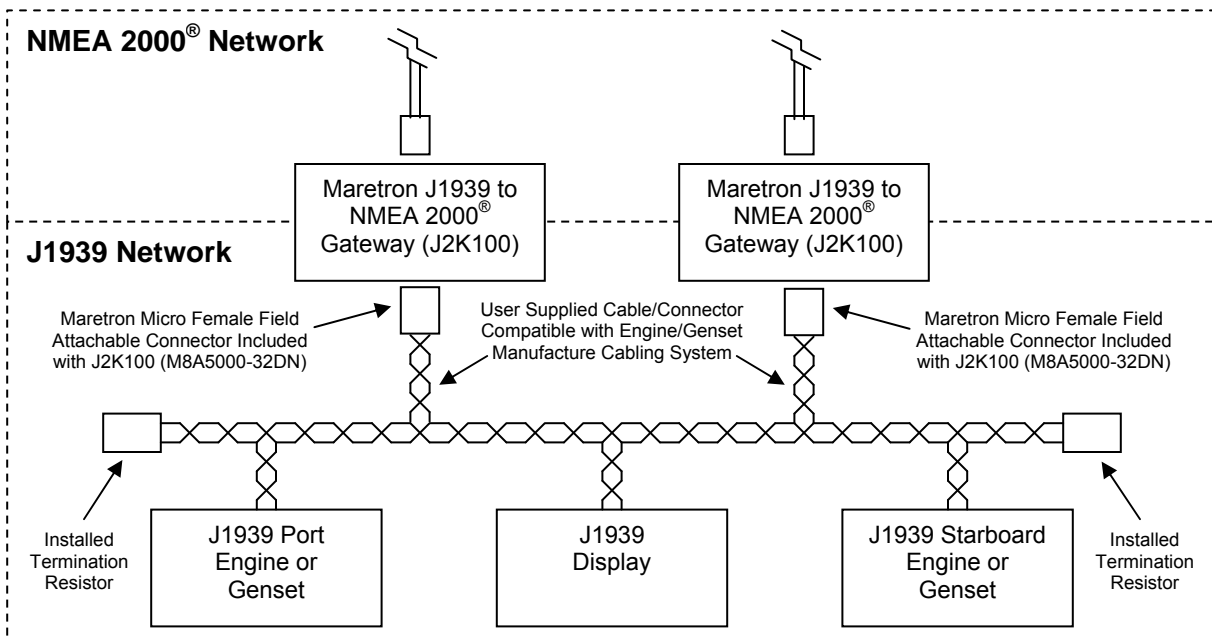 NMEA 2000® Network
Maretron J1939 to
NMEA 2000®
Gateway (J2K100)
Maretron J1939 to
NMEA 2000®
Gateway (J2K100)
J1939 Network
Maretron Micro Female Field
Attachable Connector Included
with J2K100 (M8A5000-32DN)
User Supplied Cable/Connector
Compatible with Engine/Genset
Manufacture Cabling System
Maretron Micro Female Field
Attachable Connector Included
with J2K100 (M8A5000-32DN)
Installed
Termination
Resistor
J1939 Port
Engine or
Genset
J1939
Display
J1939 Starboard
Engine or
Genset
Installed
Termination
Resistor